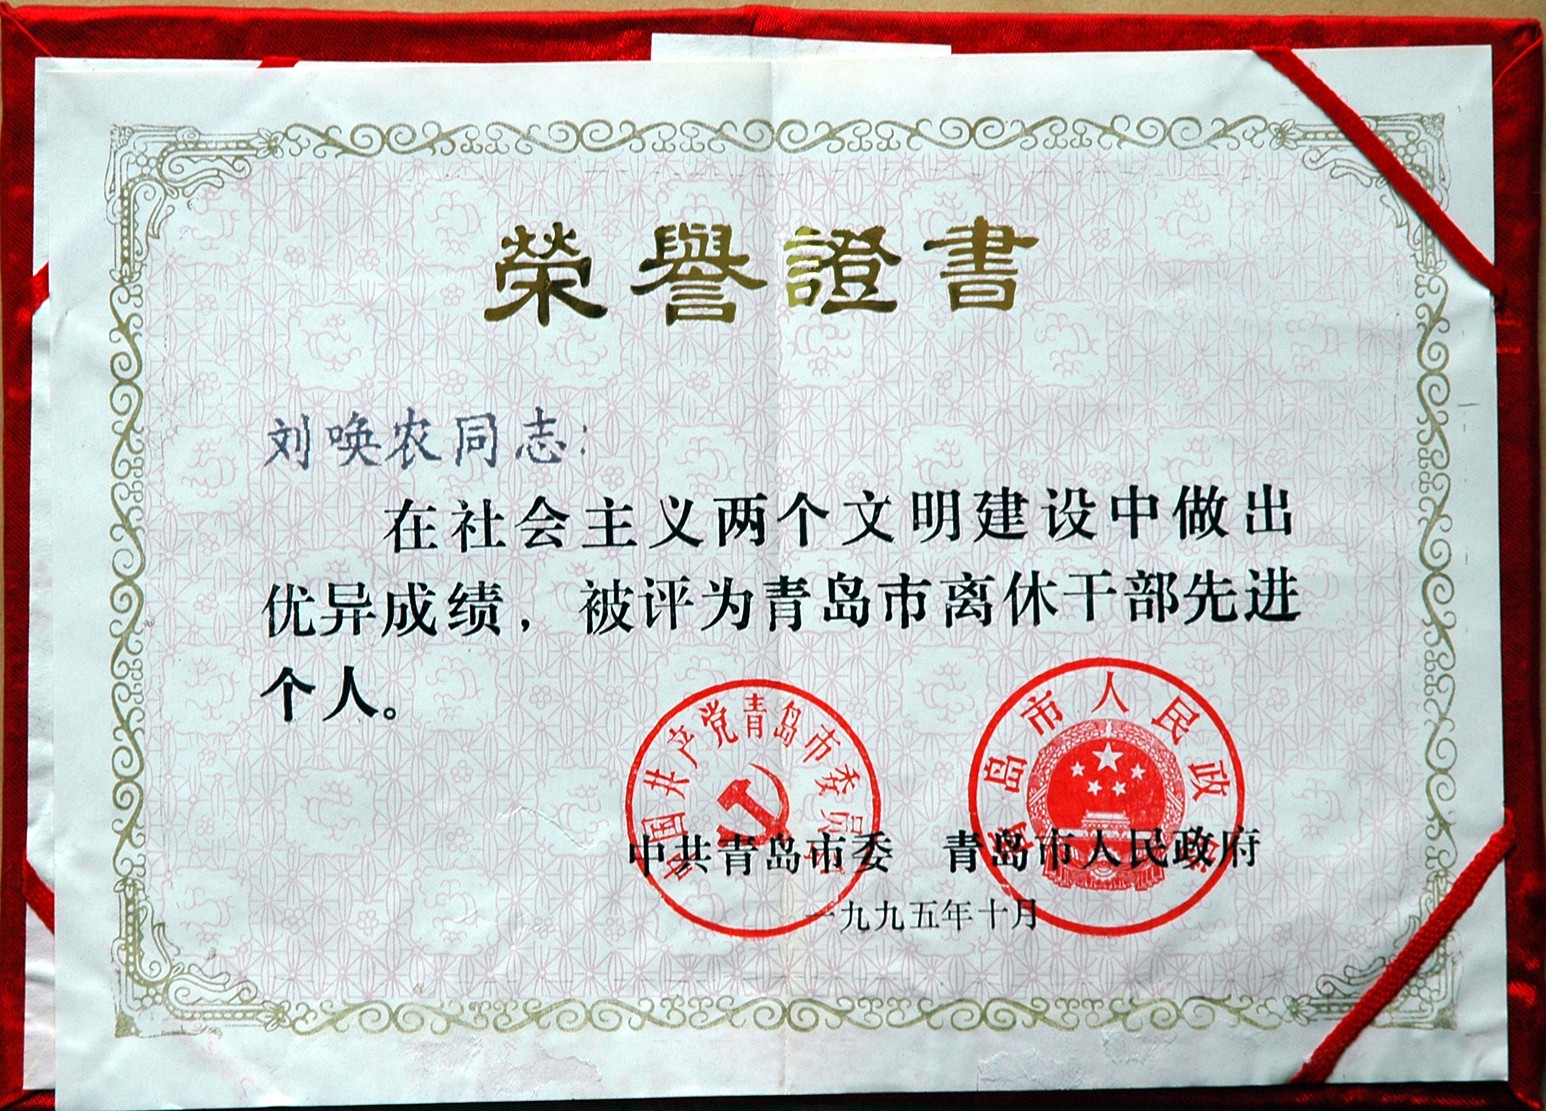 榮譽證書
刘唤农同志:
在社会主义两个文明建设中做出
优异成绩，被评为青岛市离休干部先进
个人。
中国共产党青岛市委员会
青岛市人民政府
中共青岛市委 青岛市人民政府
一九九五年十月